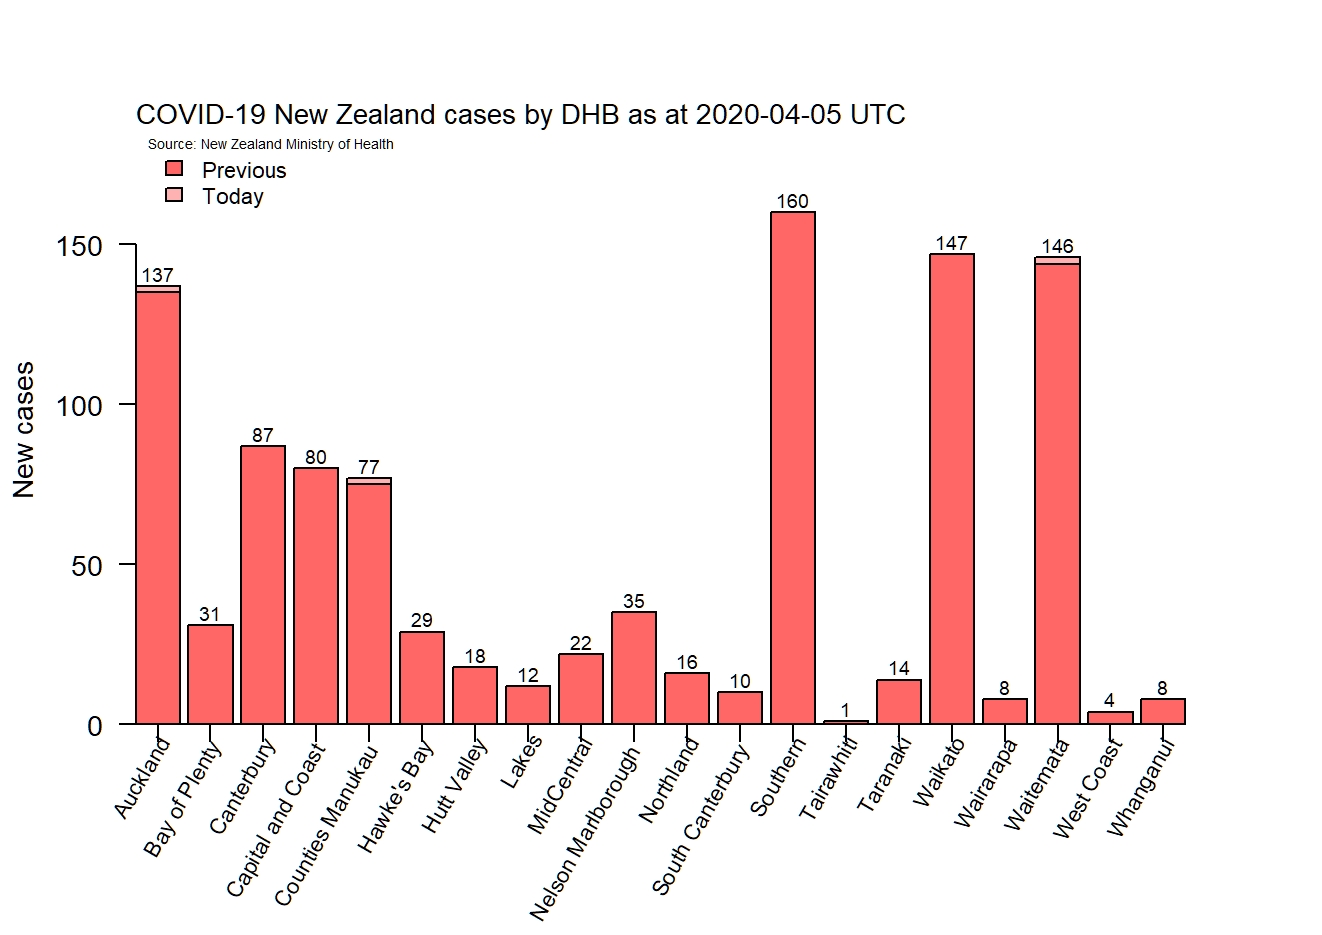 COVID-19 New Zealand cases by DHB as at 2020-04-05 UTC
Source: New Zealand Ministry of Health
Previous
Today
New cases
150
100
50
0
137
31
87
80
77
29
18
12
22
35
16
10
160
1
14
147
8
146
4
8
Auckland
Bay of Plenty
Canterbury
Capital and Coast
Counties Manukau
Hawke's Bay
Hutt Valley
Lakes
MidCentral
Nelson Marlborough
Northland
South Canterbury
Southern
Tairawhiti
Taranaki
Waikato
Wairarapa
Waitemata
West Coast
Whanganui